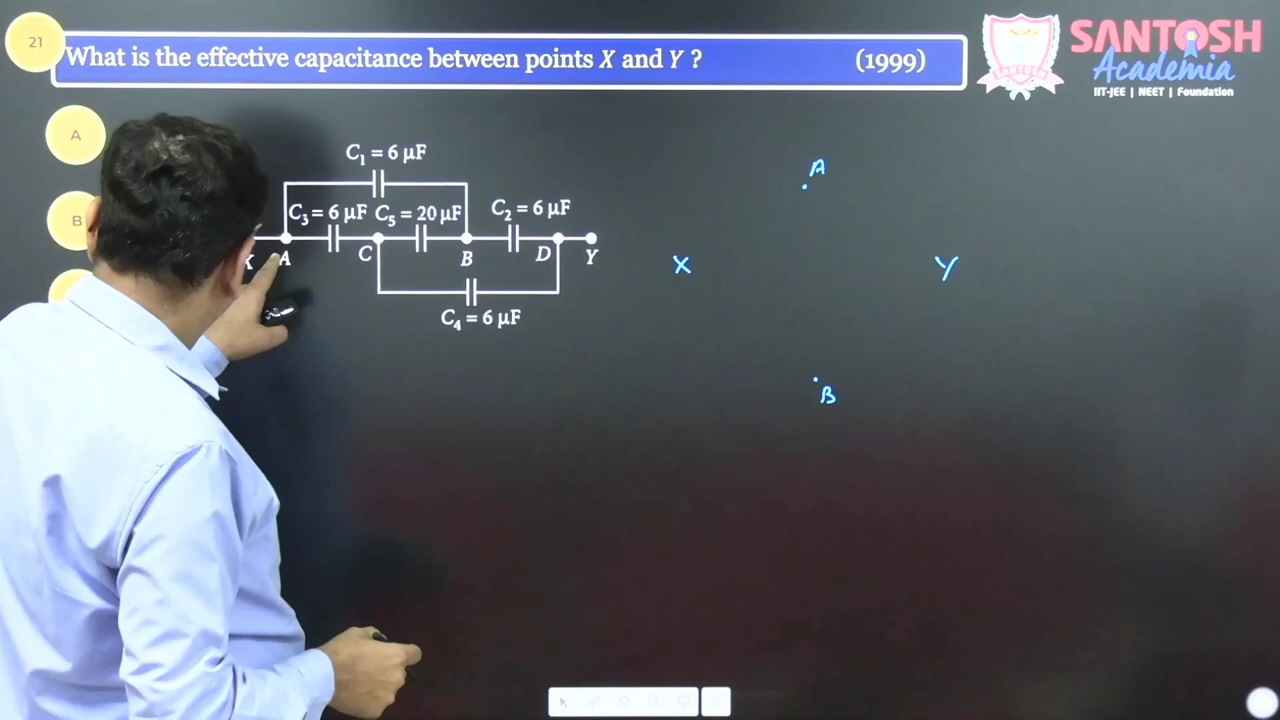 21
What is the effective capacitance between points X and Y ? (1999)
SANTOSH
Academia
IIT-JEE | NEET | Foundation
SANTOSH
A
B
C₁ = 6 μF
C₃ = 6 μF C₅ = 20 μF C₂ = 6 μF
X A C B D Y
C₄ = 6 μF
A
X Y
B